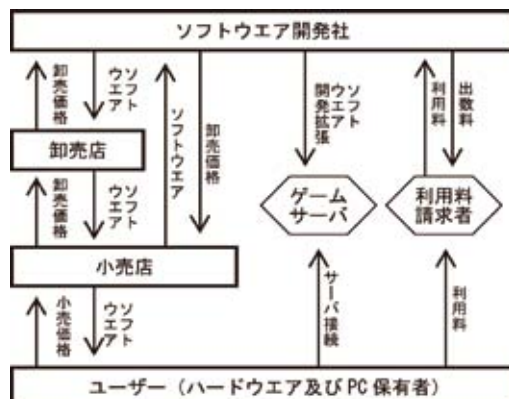 ソフトウエア開発社
卸売価格
ソフト
ウエア
ソフトウエア
卸売価格
ソフト
ウエア
開発拡張
利用料
出数料
卸売店
ゲーム
サーバ
利用料
請求者
卸売価格
ソフト
ウエア
小売店
小売価格
ソフト
ウエア
サーバ接続
利用料
ユーザー（ハードウエア及びPC保有者）